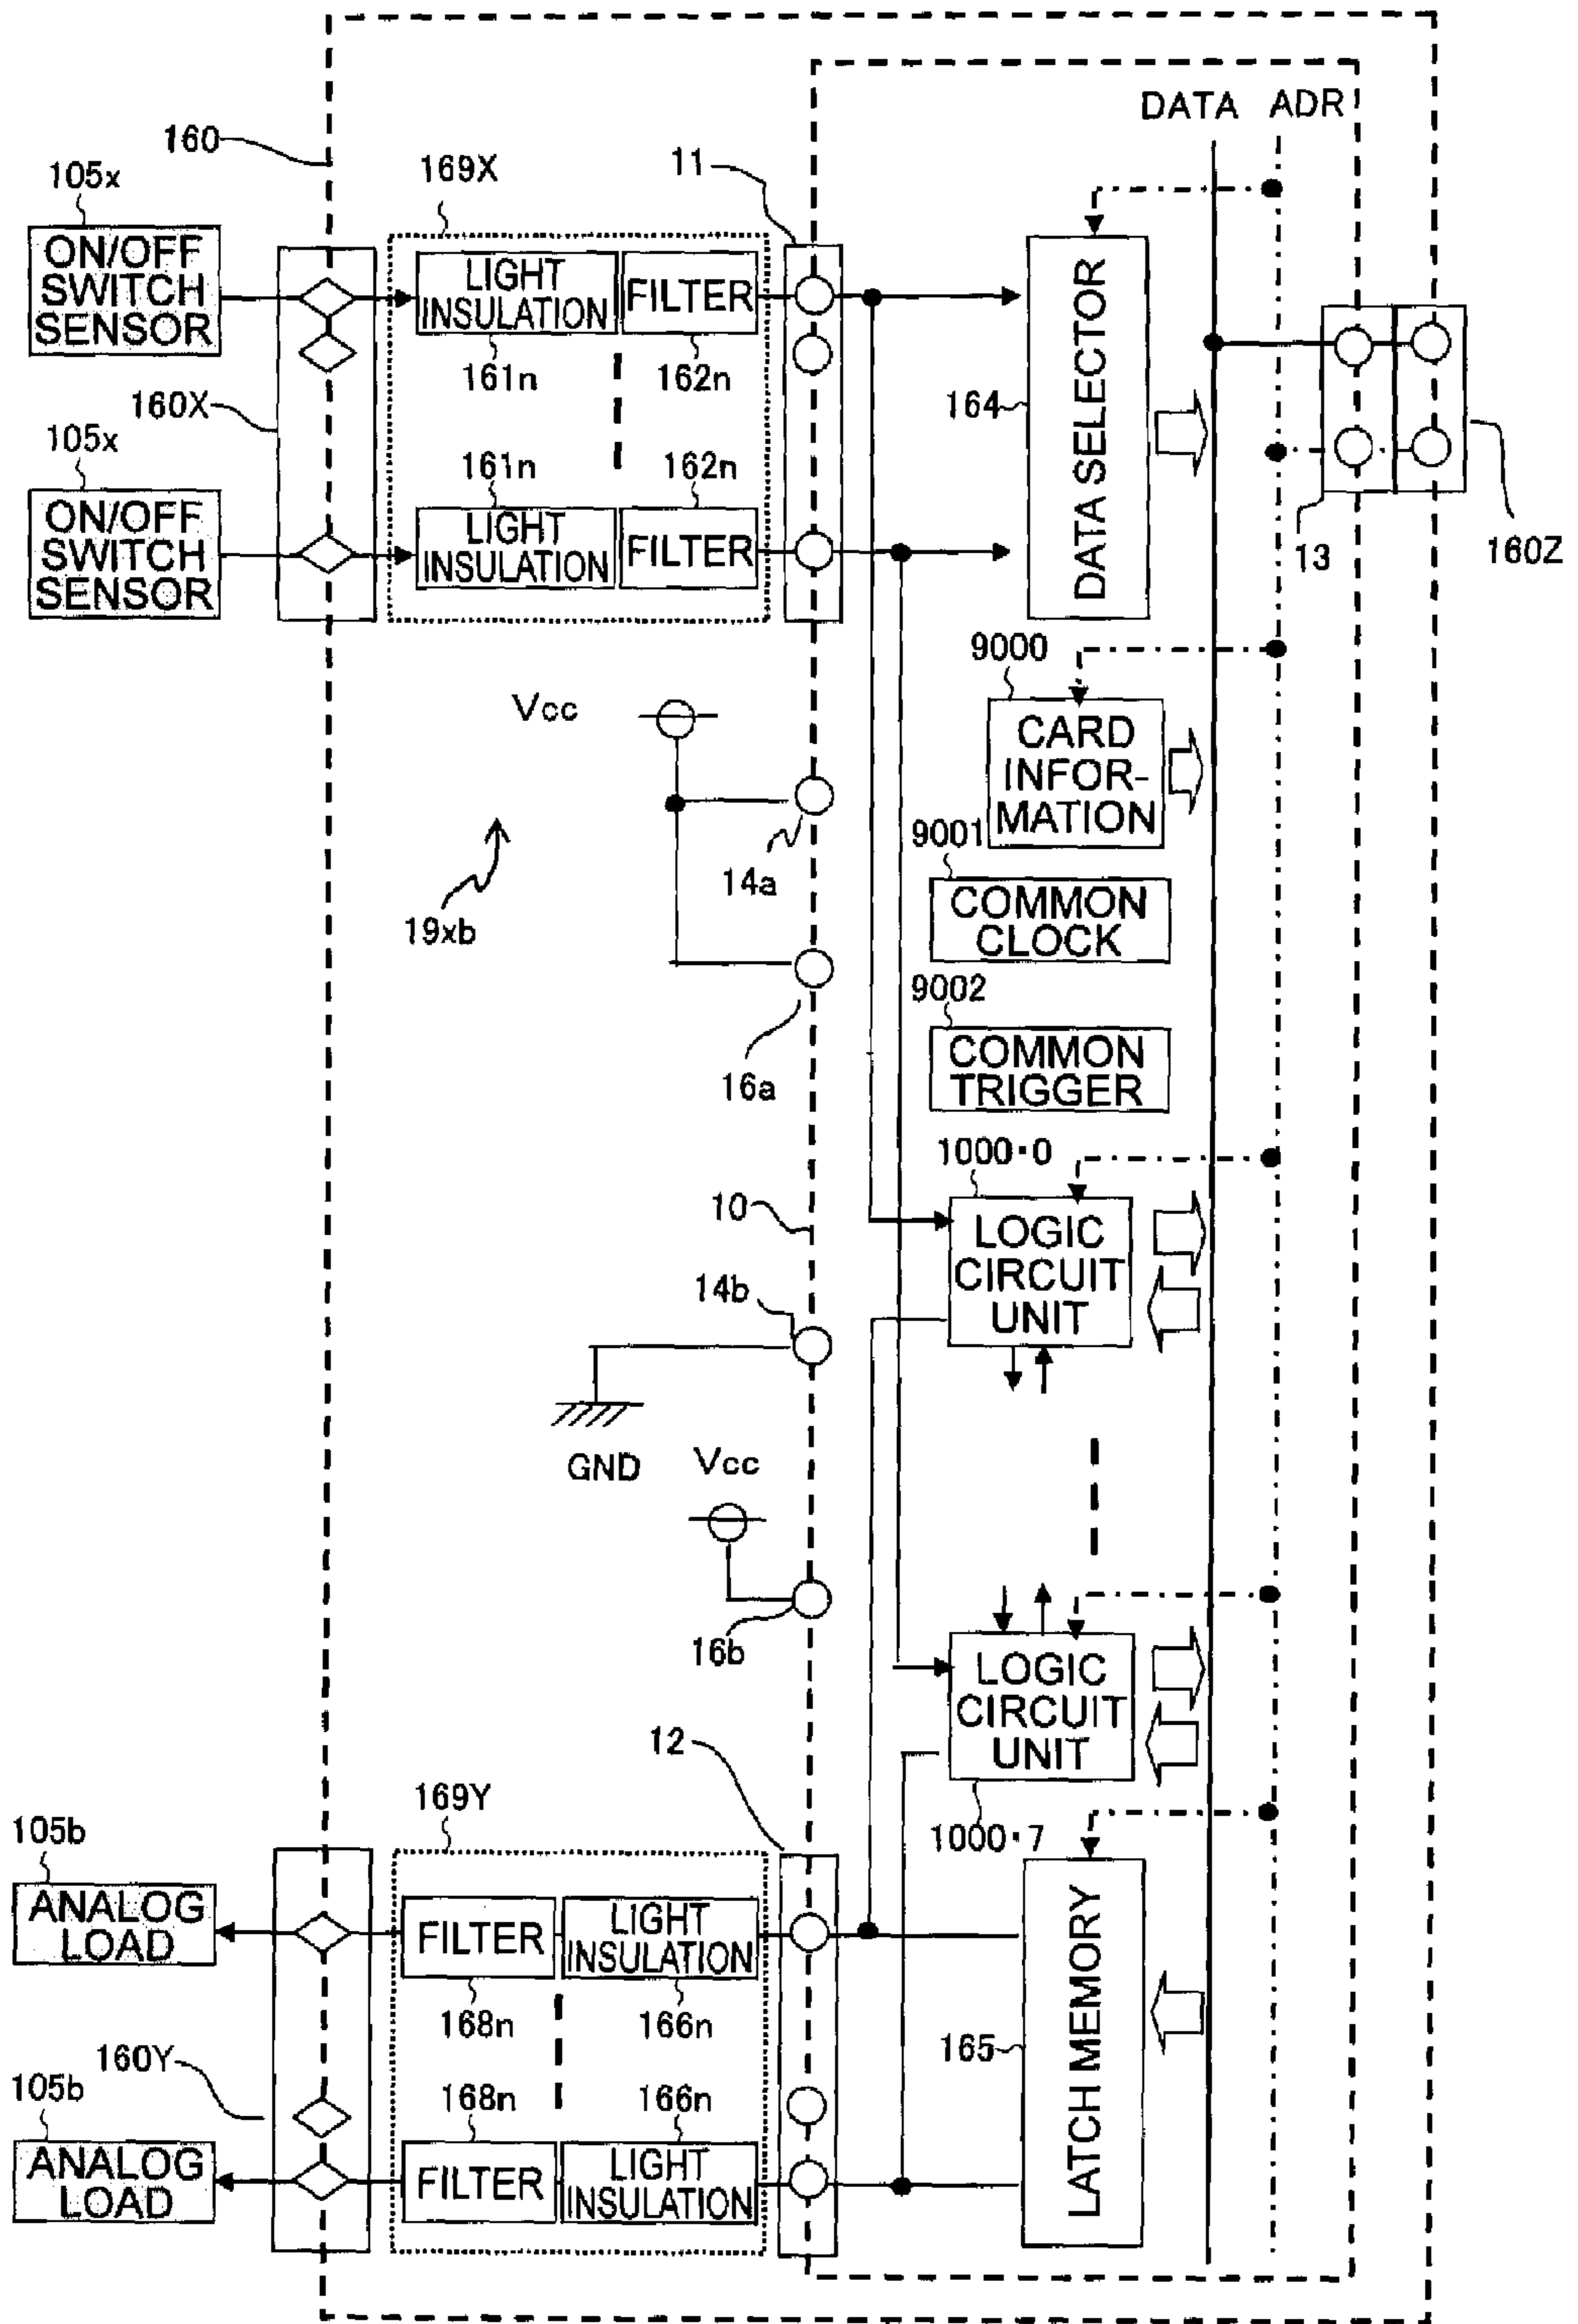 DATA ADR
160
105x
169X
11
ON/OFF
SWITCH
SENSOR
LIGHT
INSULATION
FILTER
161n
162n
DATA SELECTOR
164
160X
105x
161n
162n
ON/OFF
SWITCH
SENSOR
LIGHT
INSULATION
FILTER
13
160Z
9000
Vcc
CARD
INFOR-
MATION
14a
19xb
9001
COMMON
CLOCK
9002
16a
COMMON
TRIGGER
1000·0
10
LOGIC
CIRCUIT
UNIT
14b
GND
Vcc
16b
LOGIC
CIRCUIT
UNIT
12
1000·7
169Y
105b
ANALOG
LOAD
FILTER
LIGHT
INSULATION
168n
166n
LATCH MEMORY
165
160Y
105b
168n
166n
ANALOG
LOAD
FILTER
LIGHT
INSULATION